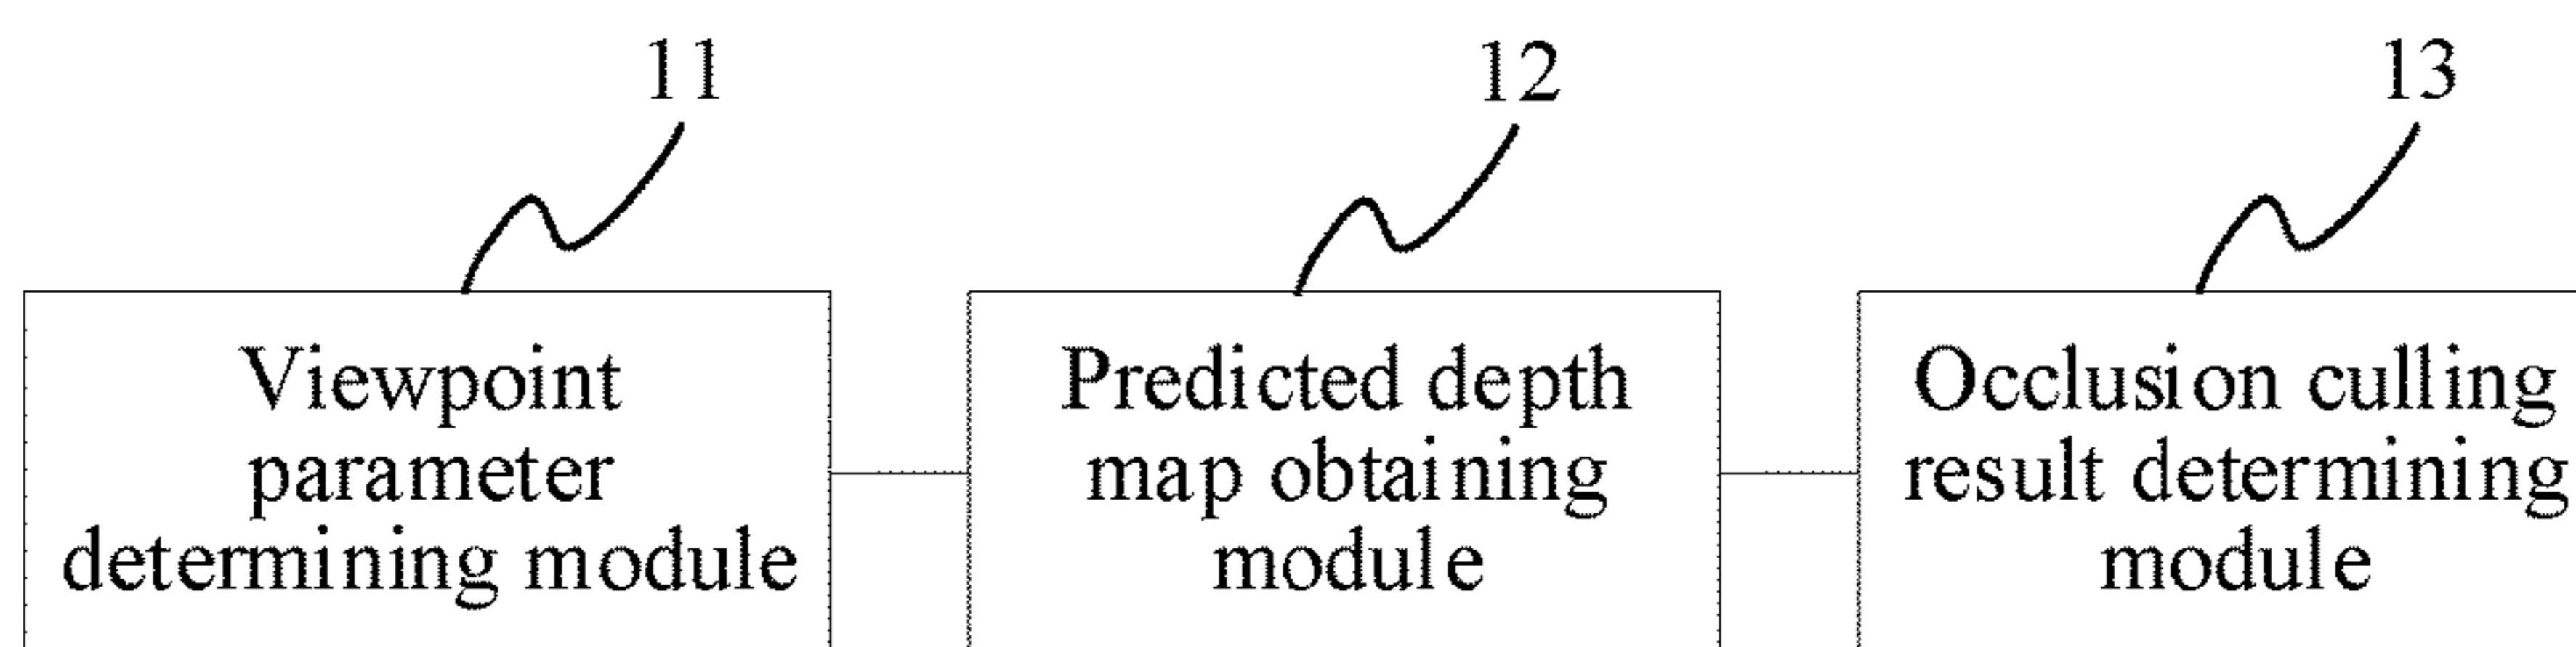 11
12
13
Viewpoint
parameter
determining module
Predicted depth
map obtaining
module
Occlusion culling
result determining
module